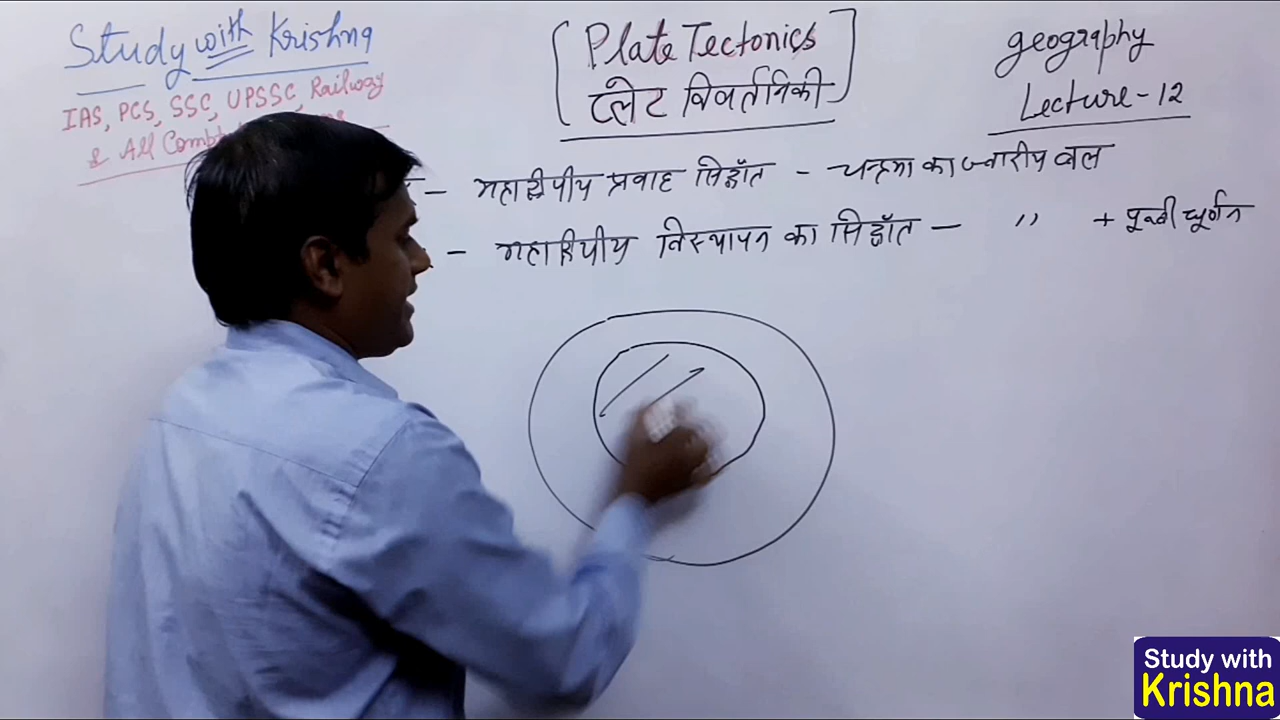 Study with Krishna
IAS, PCS, SSC, UPSSC, Railway
& All
[Plate Tectonics
प्लेट विवर्तनिकी]
geography
Lecture-12
– महाद्वीपीय प्रवाह सिद्धाँत – चन्द्रमा का ज्वारीय बल
– महाद्वीपीय विस्थापन का सिद्धाँत – " + पृथ्वी घूर्णन
Study with
Krishna